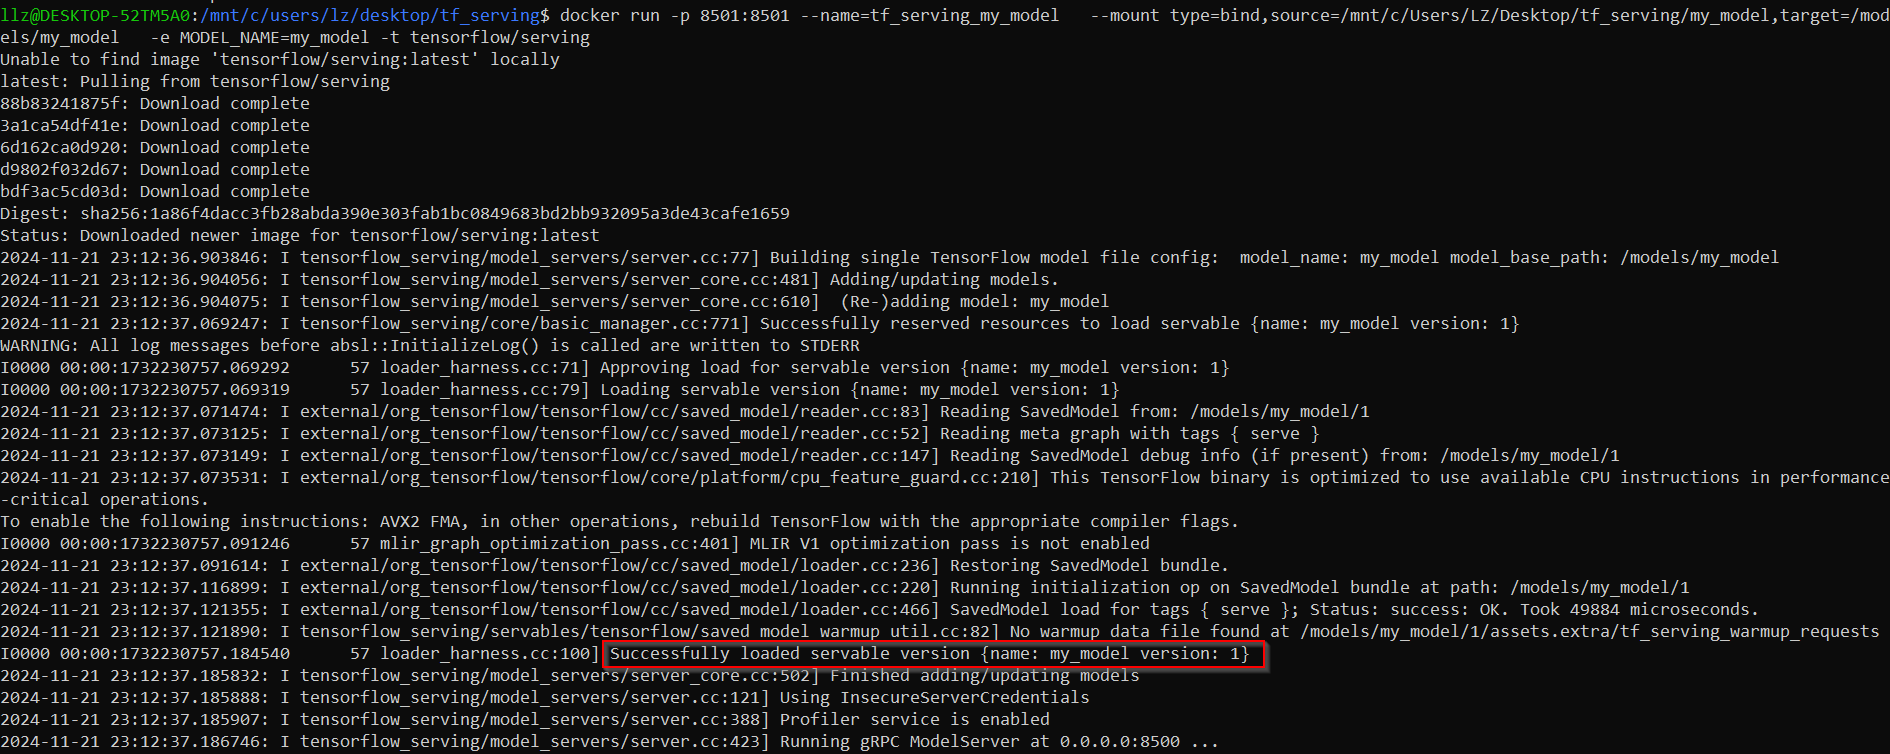 llz@DESKTOP-52TM5A0:/mnt/c/users/lz/desktop/tf_serving$ docker run -p 8501:8501 --name=tf_serving_my_model   --mount type=bind,source=/mnt/c/Users/LZ/Desktop/tf_serving/my_model,target=/mod
els/my_model   -e MODEL_NAME=my_model -t tensorflow/serving
Unable to find image 'tensorflow/serving:latest' locally
latest: Pulling from tensorflow/serving
88b83241875f: Download complete
3a1ca54df41e: Download complete
6d162ca0d920: Download complete
d9802f032d67: Download complete
bdf3ac5cd03d: Download complete
Digest: sha256:1a86f4dacc3fb28abda390e303fab1bc0849683bd2bb932095a3de43cafe1659
Status: Downloaded newer image for tensorflow/serving:latest
2024-11-21 23:12:36.903846: I tensorflow_serving/model_servers/server.cc:77] Building single TensorFlow model file config:  model_name: my_model model_base_path: /models/my_model
2024-11-21 23:12:36.904056: I tensorflow_serving/model_servers/server_core.cc:481] Adding/updating models.
2024-11-21 23:12:36.904075: I tensorflow_serving/model_servers/server_core.cc:610]  (Re-)adding model: my_model
2024-11-21 23:12:37.069247: I tensorflow_serving/core/basic_manager.cc:771] Successfully reserved resources to load servable {name: my_model version: 1}
WARNING: All log messages before absl::InitializeLog() is called are written to STDERR
I0000 00:00:1732230757.069292      57 loader_harness.cc:71] Approving load for servable version {name: my_model version: 1}
I0000 00:00:1732230757.069319      57 loader_harness.cc:79] Loading servable version {name: my_model version: 1}
2024-11-21 23:12:37.071474: I external/org_tensorflow/tensorflow/cc/saved_model/reader.cc:83] Reading SavedModel from: /models/my_model/1
2024-11-21 23:12:37.073125: I external/org_tensorflow/tensorflow/cc/saved_model/reader.cc:52] Reading meta graph with tags { serve }
2024-11-21 23:12:37.073149: I external/org_tensorflow/tensorflow/cc/saved_model/reader.cc:147] Reading SavedModel debug info (if present) from: /models/my_model/1
2024-11-21 23:12:37.073531: I external/org_tensorflow/tensorflow/core/platform/cpu_feature_guard.cc:210] This TensorFlow binary is optimized to use available CPU instructions in performance
-critical operations.
To enable the following instructions: AVX2 FMA, in other operations, rebuild TensorFlow with the appropriate compiler flags.
I0000 00:00:1732230757.091246      57 mlir_graph_optimization_pass.cc:401] MLIR V1 optimization pass is not enabled
2024-11-21 23:12:37.091614: I external/org_tensorflow/tensorflow/cc/saved_model/loader.cc:236] Restoring SavedModel bundle.
2024-11-21 23:12:37.116899: I external/org_tensorflow/tensorflow/cc/saved_model/loader.cc:220] Running initialization op on SavedModel bundle at path: /models/my_model/1
2024-11-21 23:12:37.121355: I external/org_tensorflow/tensorflow/cc/saved_model/loader.cc:466] SavedModel load for tags { serve }; Status: success: OK. Took 49884 microseconds.
2024-11-21 23:12:37.121890: I tensorflow_serving/servables/tensorflow/saved_model_warmup_util.cc:82] No warmup data file found at /models/my_model/1/assets.extra/tf_serving_warmup_requests
I0000 00:00:1732230757.184540      57 loader_harness.cc:100] Successfully loaded servable version {name: my_model version: 1}
2024-11-21 23:12:37.185832: I tensorflow_serving/model_servers/server_core.cc:502] Finished adding/updating models
2024-11-21 23:12:37.185888: I tensorflow_serving/model_servers/server.cc:121] Using InsecureServerCredentials
2024-11-21 23:12:37.185907: I tensorflow_serving/model_servers/server.cc:388] Profiler service is enabled
2024-11-21 23:12:37.186746: I tensorflow_serving/model_servers/server.cc:423] Running gRPC ModelServer at 0.0.0.0:8500 ...